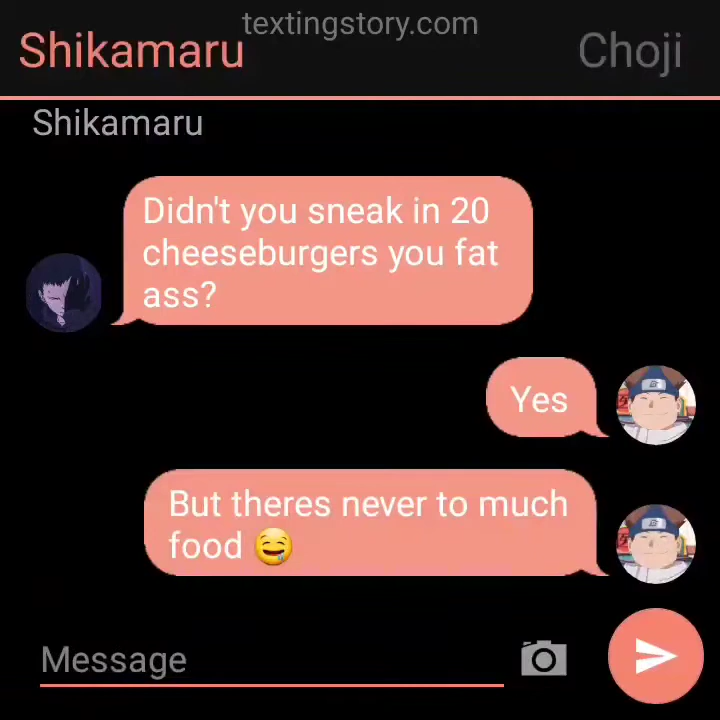 textingstory.com
Shikamaru
Choji
Shikamaru
Didn't you sneak in 20
cheeseburgers you fat
ass?
Yes
But theres never to much
food 🤤
Message